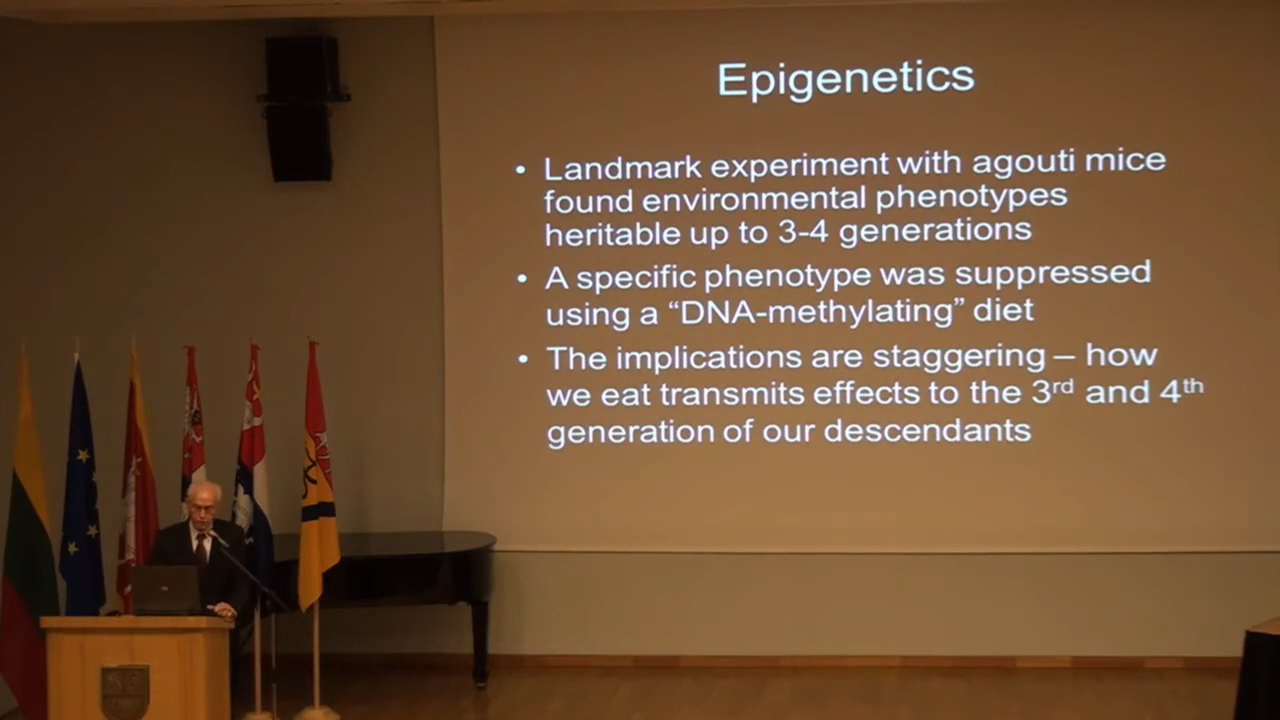 Epigenetics
• Landmark experiment with agouti mice
found environmental phenotypes
heritable up to 3-4 generations
• A specific phenotype was suppressed
using a “DNA-methylating” diet
• The implications are staggering – how
we eat transmits effects to the 3rd and 4th
generation of our descendants